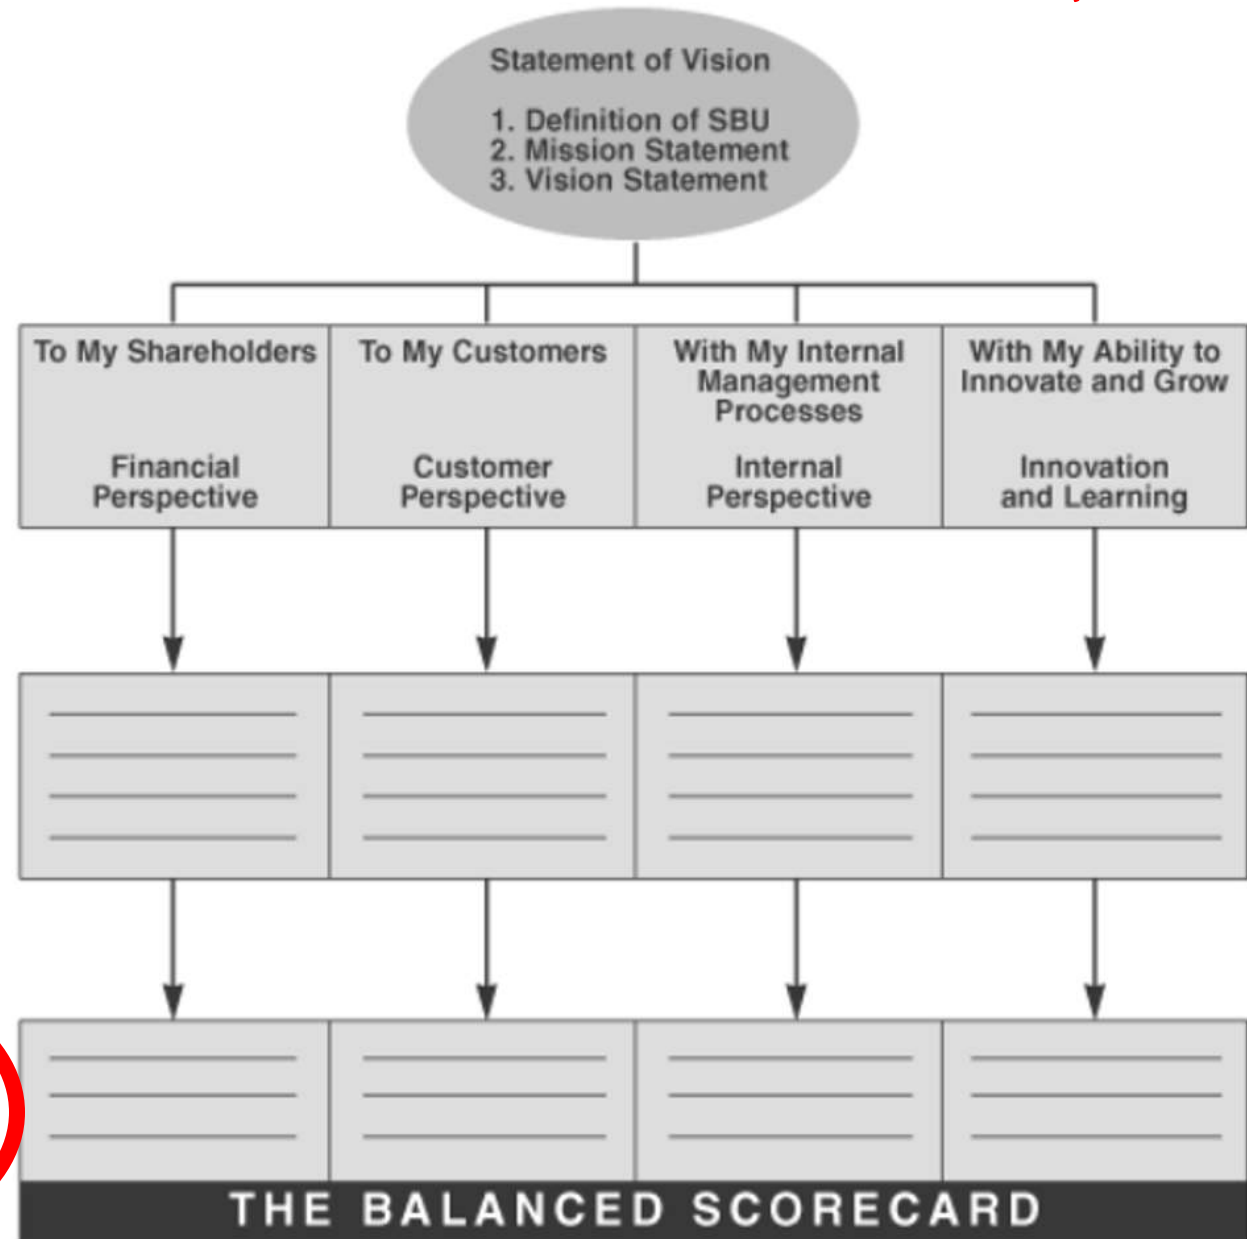 Statement of Vision
1. Definition of SBU
2. Mission Statement
3. Vision Statement
To My Shareholders
Financial
Perspective
To My Customers
Customer
Perspective
With My Internal
Management
Processes
Internal
Perspective
With My Ability to
Innovate and Grow
Innovation
and Learning
THE BALANCED SCORECARD